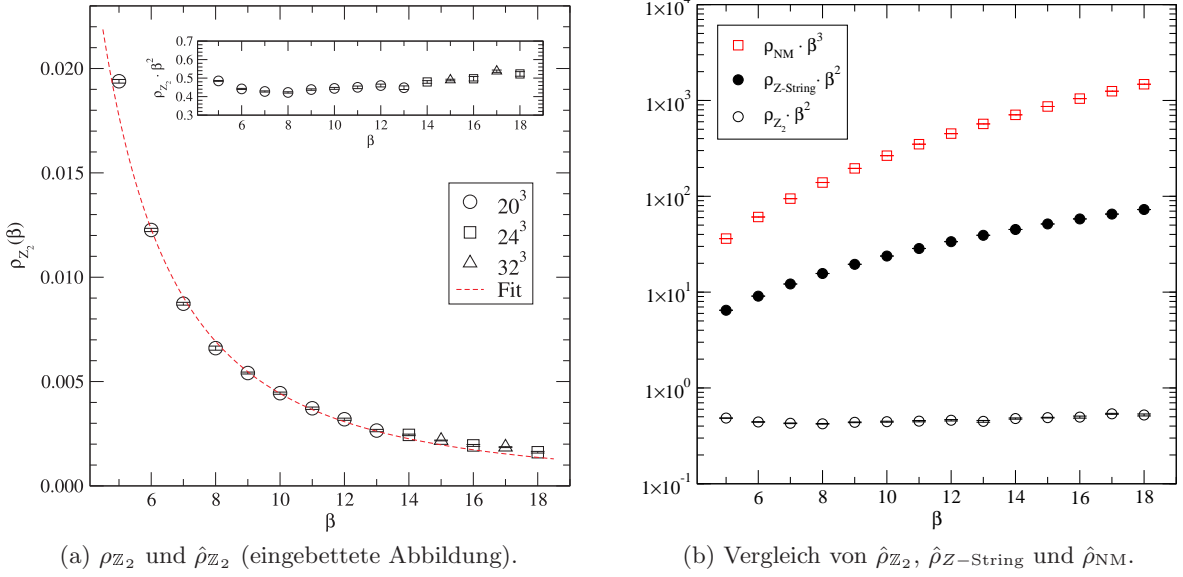 0.020
0.015
0.010
0.005
0.000
ρ_{Z_2}(β)
6 8 10 12 14 16 18
β
0.7
0.6
0.5
0.4
0.3
ρ_{Z_2} · β^2
6 8 10 12 14 16 18
β
20^3
24^3
32^3
Fit
(a) ρ_{ℤ_2} und ρ̂_{ℤ_2} (eingebettete Abbildung).
1×10^4
1×10^3
1×10^2
1×10^1
1×10^0
1×10^{-1}
ρ_{NM} · β^3
ρ_{Z-String} · β^2
ρ_{Z_2} · β^2
6 8 10 12 14 16 18
β
(b) Vergleich von ρ̂_{ℤ_2}, ρ̂_{Z−String} und ρ̂_{NM}.